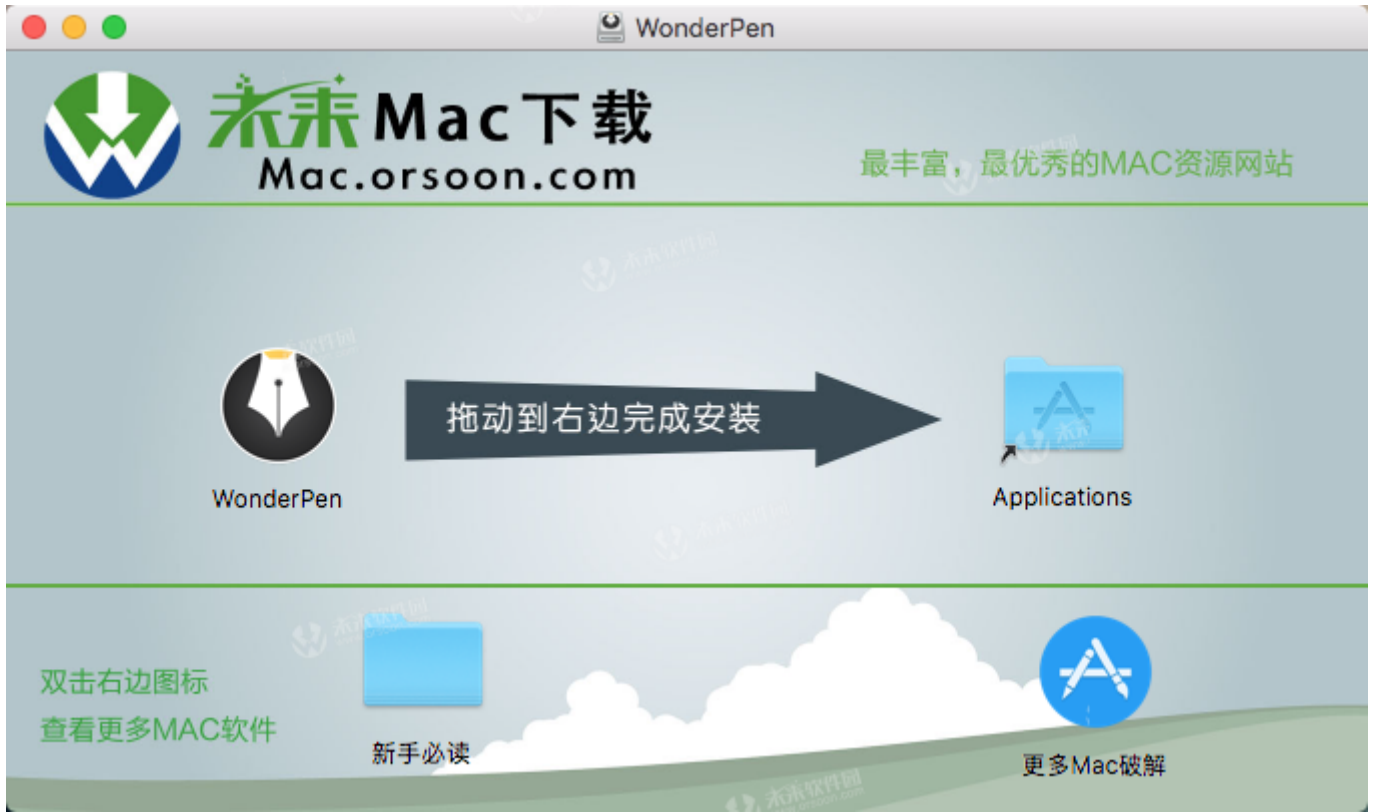 WonderPen
未来Mac下载
Mac.orsoon.com
最丰富，最优秀的MAC资源网站
拖动到右边完成安装
WonderPen
Applications
双击右边图标
查看更多MAC软件
新手必读
更多Mac破解